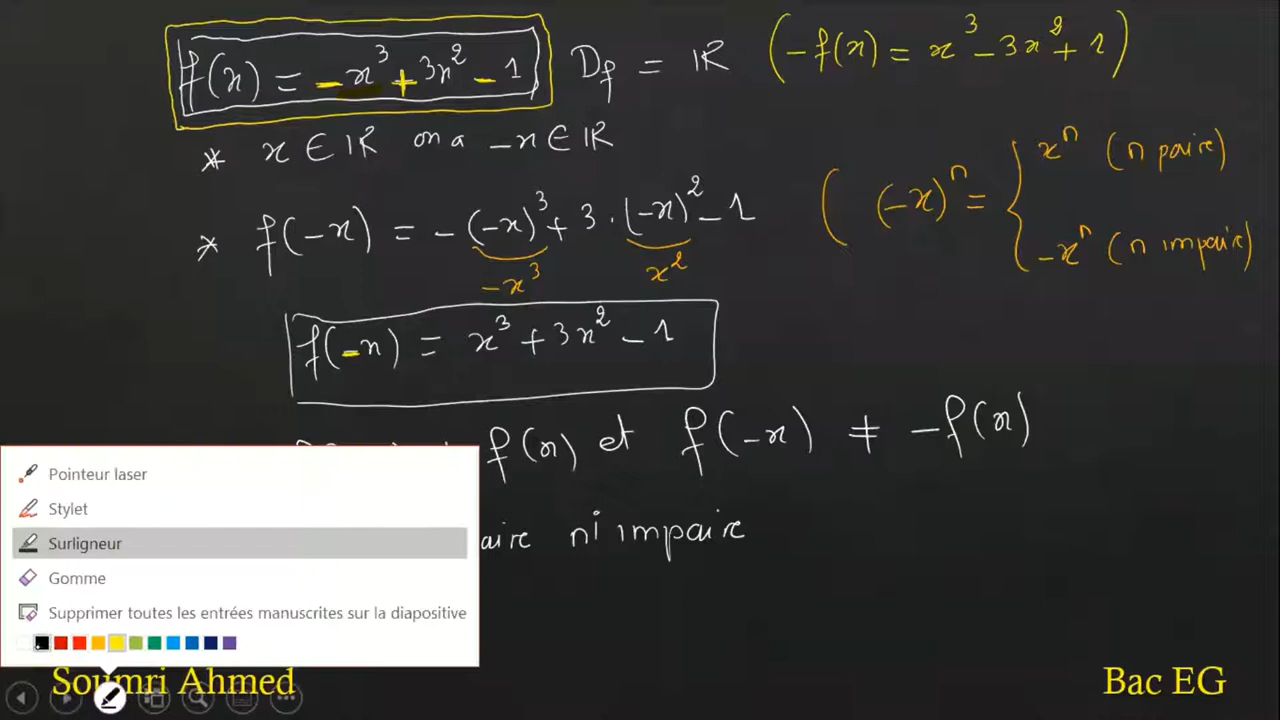 f(x) = -x³ + 3x² - 1 Df = ℝ (-f(x) = x³ - 3x² + 1)
* x ∈ ℝ on a -x ∈ ℝ
* f(-x) = -(-x)³ + 3·(-x)² - 1
-x³ x²
( (-x)ⁿ = { xⁿ (n paire)
-xⁿ (n impaire)
f(-x) = x³ + 3x² - 1
f(x) et f(-x) ≠ -f(x)
aire ni impaire
Pointeur laser
Stylet
Surligneur
Gomme
Supprimer toutes les entrées manuscrites sur la diapositive
Soumri Ahmed
Bac EG